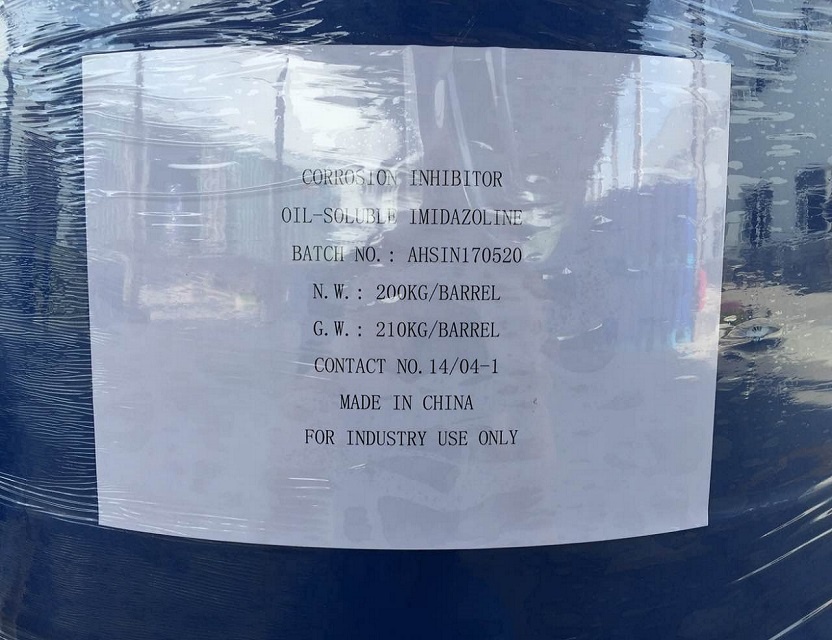 CORROSION INHIBITOR
OIL-SOLUBLE IMIDAZOLINE
BATCH NO.: AHSIN170520
N.W.: 200KG/BARREL
G.W.: 210KG/BARREL
CONTACT NO.14/04-1
MADE IN CHINA
FOR INDUSTRY USE ONLY